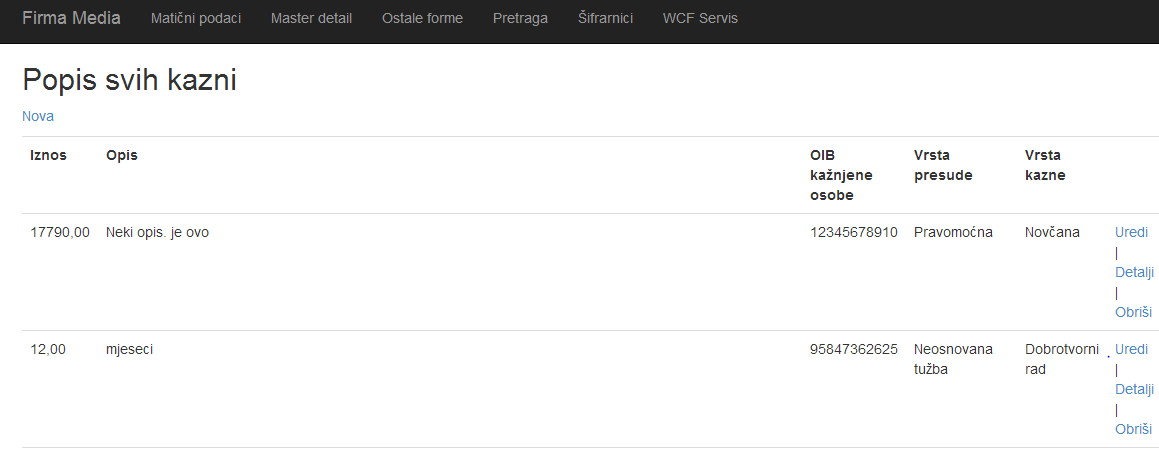 Firma Media Matični podaci Master detail Ostale forme Pretraga Šifrarnici WCF Servis
Popis svih kazni
Nova
Iznos Opis OIB kažnjene osobe Vrsta presude Vrsta kazne
17790,00 Neki opis. je ovo 12345678910 Pravomoćna Novčana Uredi | Detalji | Obriši
12,00 mjeseci 95847362625 Neosnovana tužba Dobrotvorni rad Uredi | Detalji | Obriši